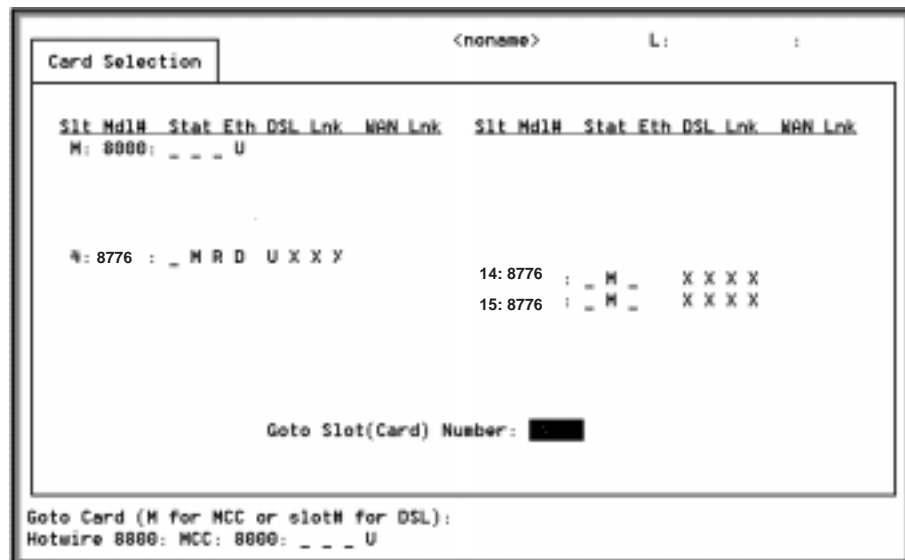 <noname> L: :
Card Selection
Slt Mdl# Stat Eth DSL Lnk WAN Lnk Slt Mdl# Stat Eth DSL Lnk WAN Lnk
M: 8000: _ _ _ U
8776 : _ M R D U X X
14: 8776 : _ M _ X X X X
15: 8776 : _ M _ X X X X
Goto Slot(Card) Number:
Goto Card (M for MCC or slot# for DSL):
Hotwire 8800: MCC: 8000: _ _ _ U